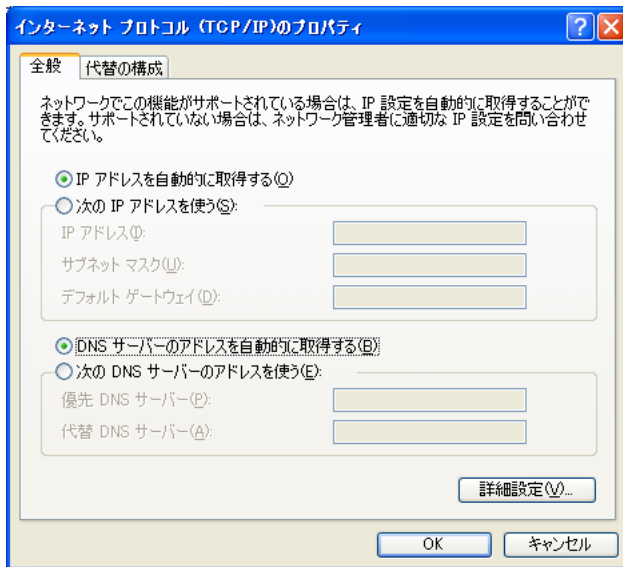 インターネット プロトコル (TCP/IP)のプロパティ
全般
代替の構成
ネットワークでこの機能がサポートされている場合は、IP 設定を自動的に取得することがで
きます。サポートされていない場合は、ネットワーク管理者に適切な IP 設定を問い合わせ
てください。
IP アドレスを自動的に取得する(O)
次の IP アドレスを使う(S):
IP アドレス(I):
サブネット マスク(U):
デフォルト ゲートウェイ(D):
DNS サーバーのアドレスを自動的に取得する(B)
次の DNS サーバーのアドレスを使う(E):
優先 DNS サーバー(P):
代替 DNS サーバー(A):
詳細設定(V)...
OK
キャンセル